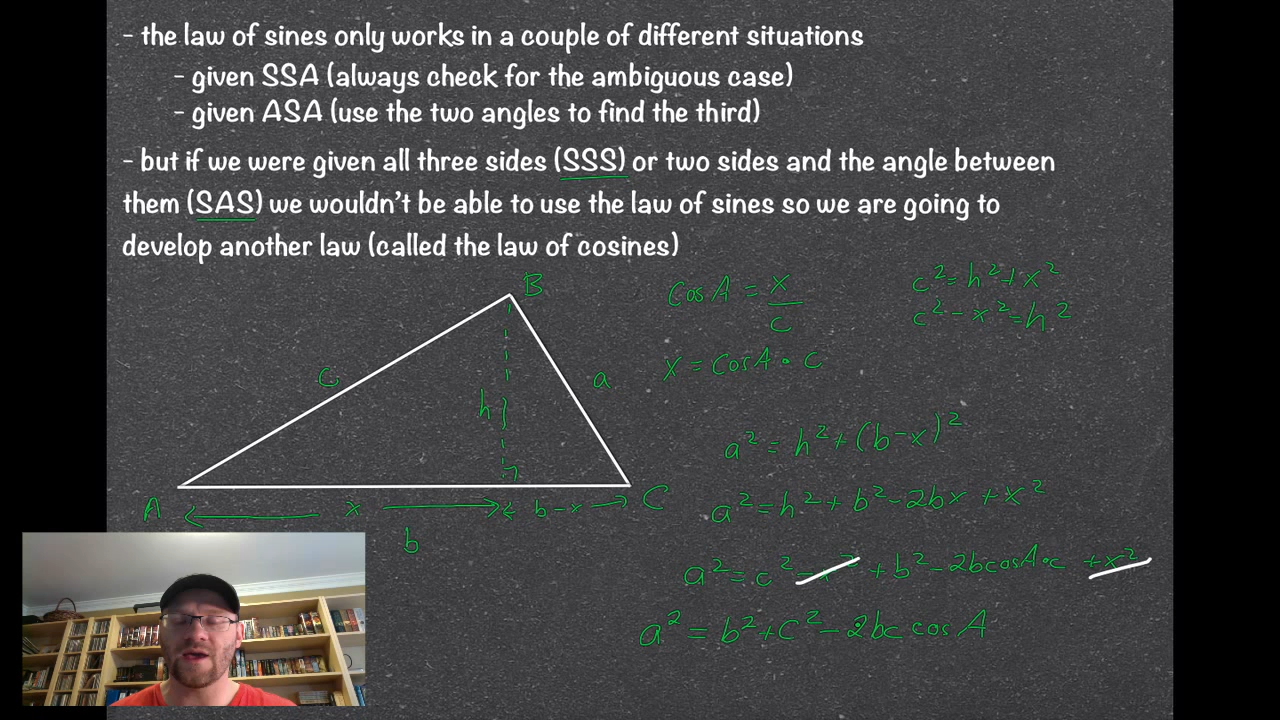 - the law of sines only works in a couple of different situations
- given SSA (always check for the ambiguous case)
- given ASA (use the two angles to find the third)
- but if we were given all three sides (SSS) or two sides and the angle between
them (SAS) we wouldn't be able to use the law of sines so we are going to
develop another law (called the law of cosines)
B
c
a
h
A
x
b-x
C
b
cos A = x/c
x = cosA • c
c² = h² + x²
c² - x² = h²
a² = h² + (b-x)²
a² = h² + b² - 2bx + x²
a² = c² - x² + b² - 2bcosA•c + x²
a² = b² + c² - 2bc cos A